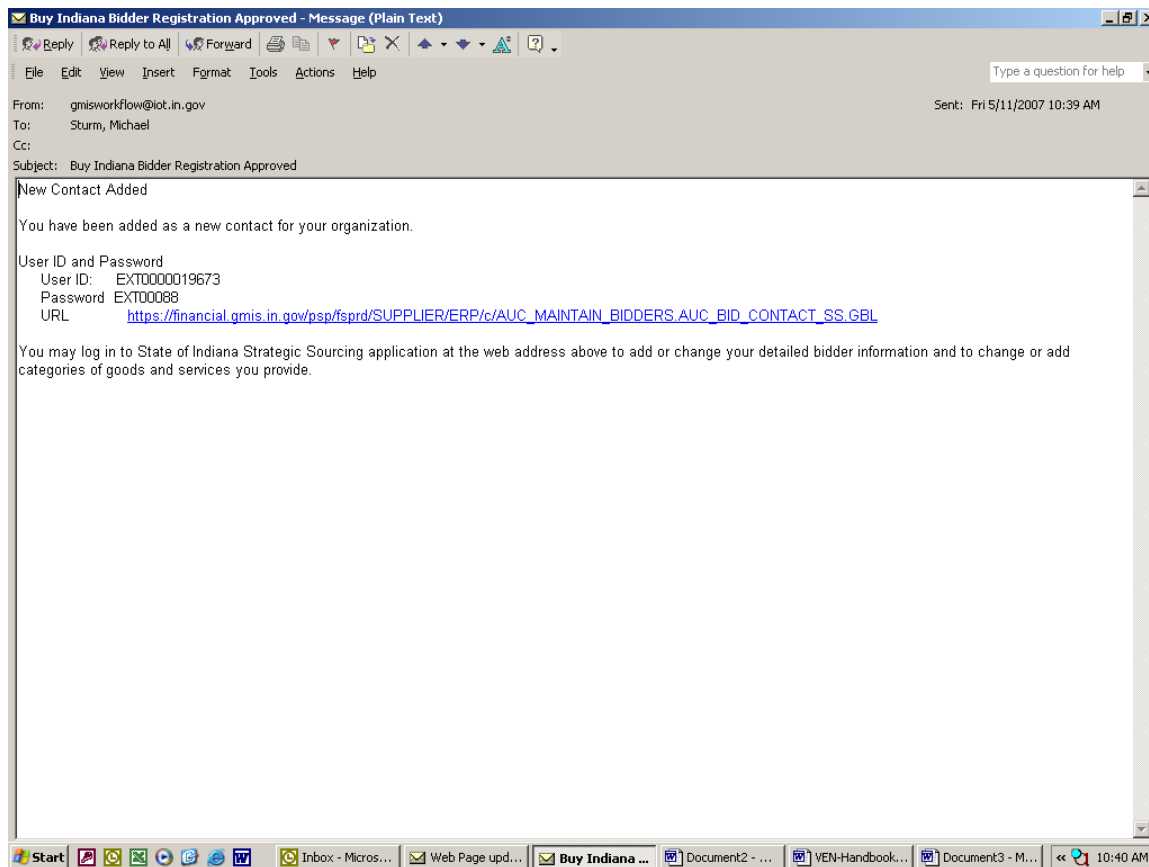 Buy Indiana Bidder Registration Approved - Message (Plain Text)
Reply Reply to All Forward
File Edit View Insert Format Tools Actions Help Type a question for help
From: gmisworkflow@iot.in.gov Sent: Fri 5/11/2007 10:39 AM
To: Sturm, Michael
Cc:
Subject: Buy Indiana Bidder Registration Approved
New Contact Added
You have been added as a new contact for your organization.
User ID and Password
User ID: EXT0000019673
Password EXT00088
URL https://financial.gmis.in.gov/psp/fsprd/SUPPLIER/ERP/c/AUC_MAINTAIN_BIDDERS.AUC_BID_CONTACT_SS.GBL
You may log in to State of Indiana Strategic Sourcing application at the web address above to add or change your detailed bidder information and to change or add
categories of goods and services you provide.
Start Inbox - Micros... Web Page upd... Buy Indiana ... Document2 - ... VEN-Handbook... Document3 - M... « 10:40 AM